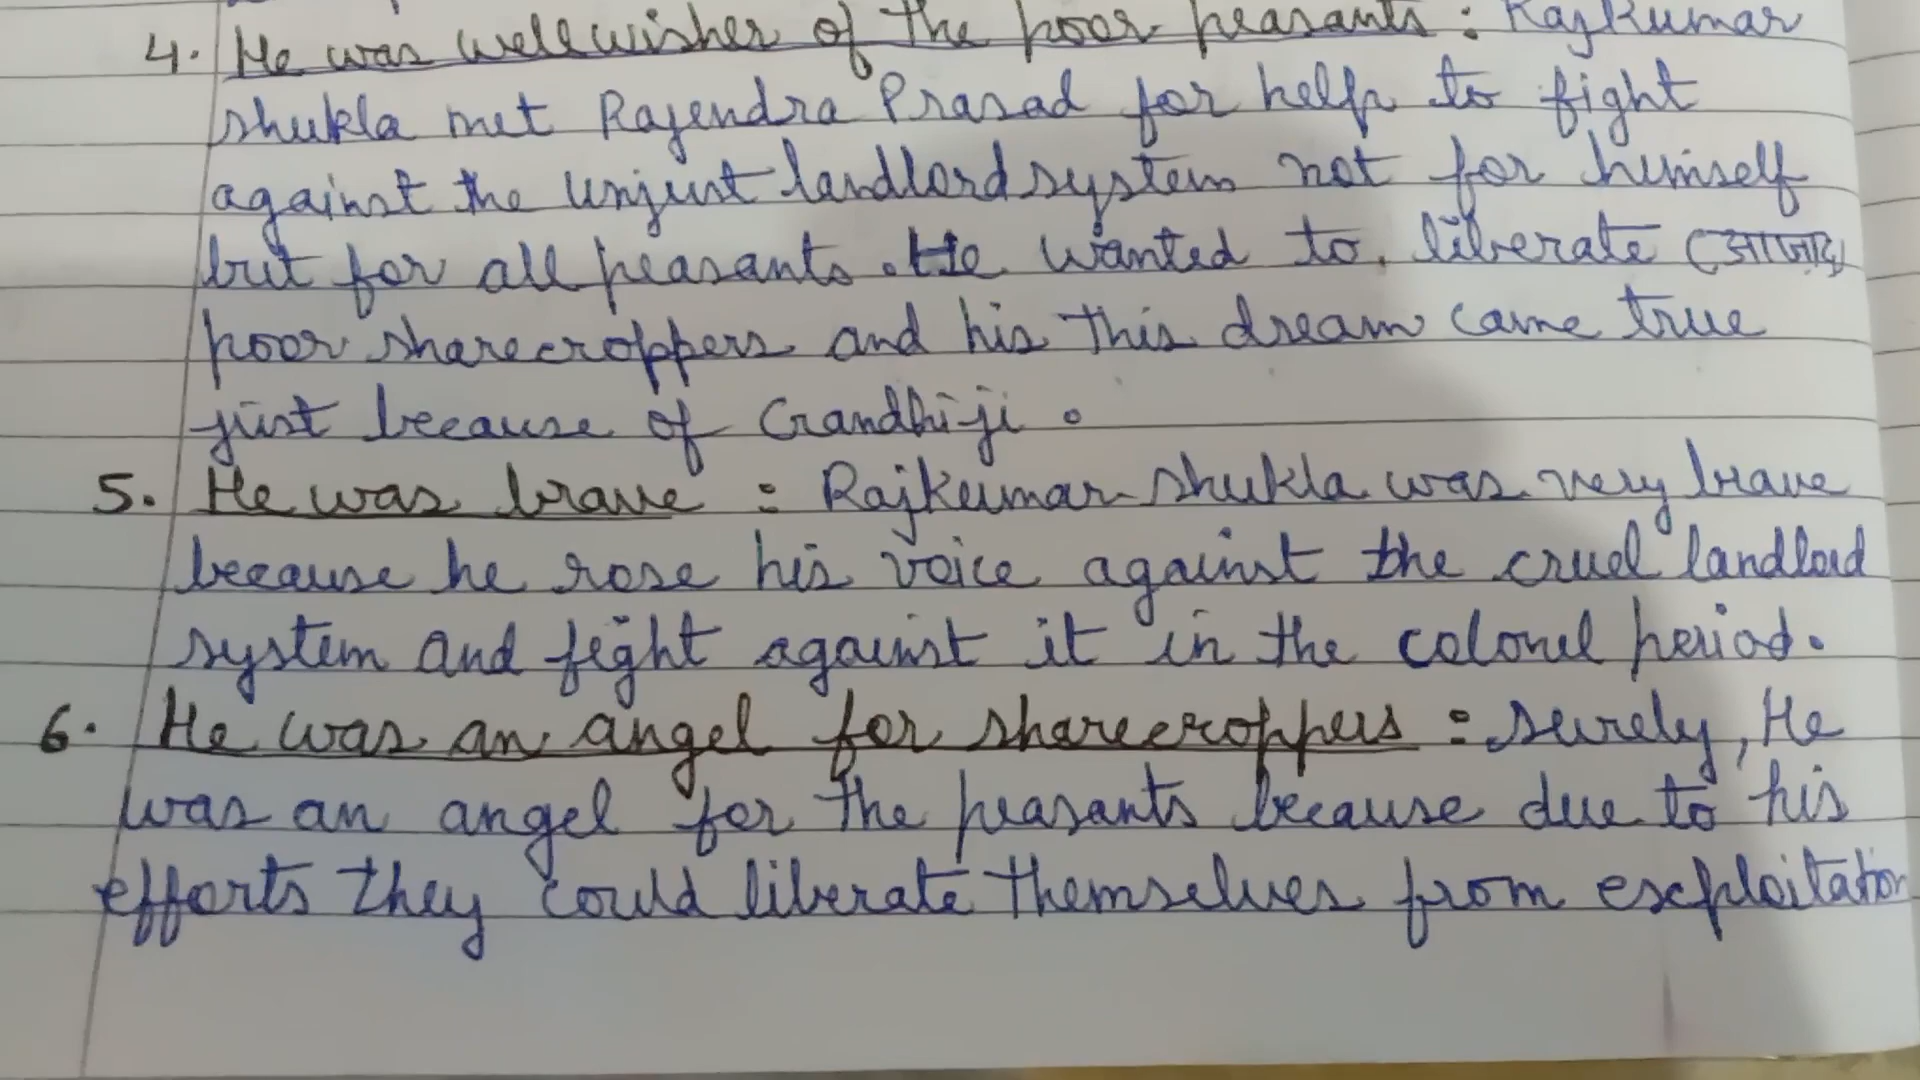 4. He was wellwisher of the poor peasants : Rajkumar
shukla met Rajendra Prasad for help to fight
against the unjust landlord system not for himself
but for all peasants. He wanted to liberate (आजाद)
poor sharecroppers and his this dream came true
just because of Gandhi-ji.
5. He was brave : Rajkumar shukla was very brave
because he rose his voice against the cruel landlord
system and fight against it in the colonel period.
6. He was an angel for sharecroppers : surely, He
was an angel for the peasants because due to his
efforts they could liberate themselves from exploitation